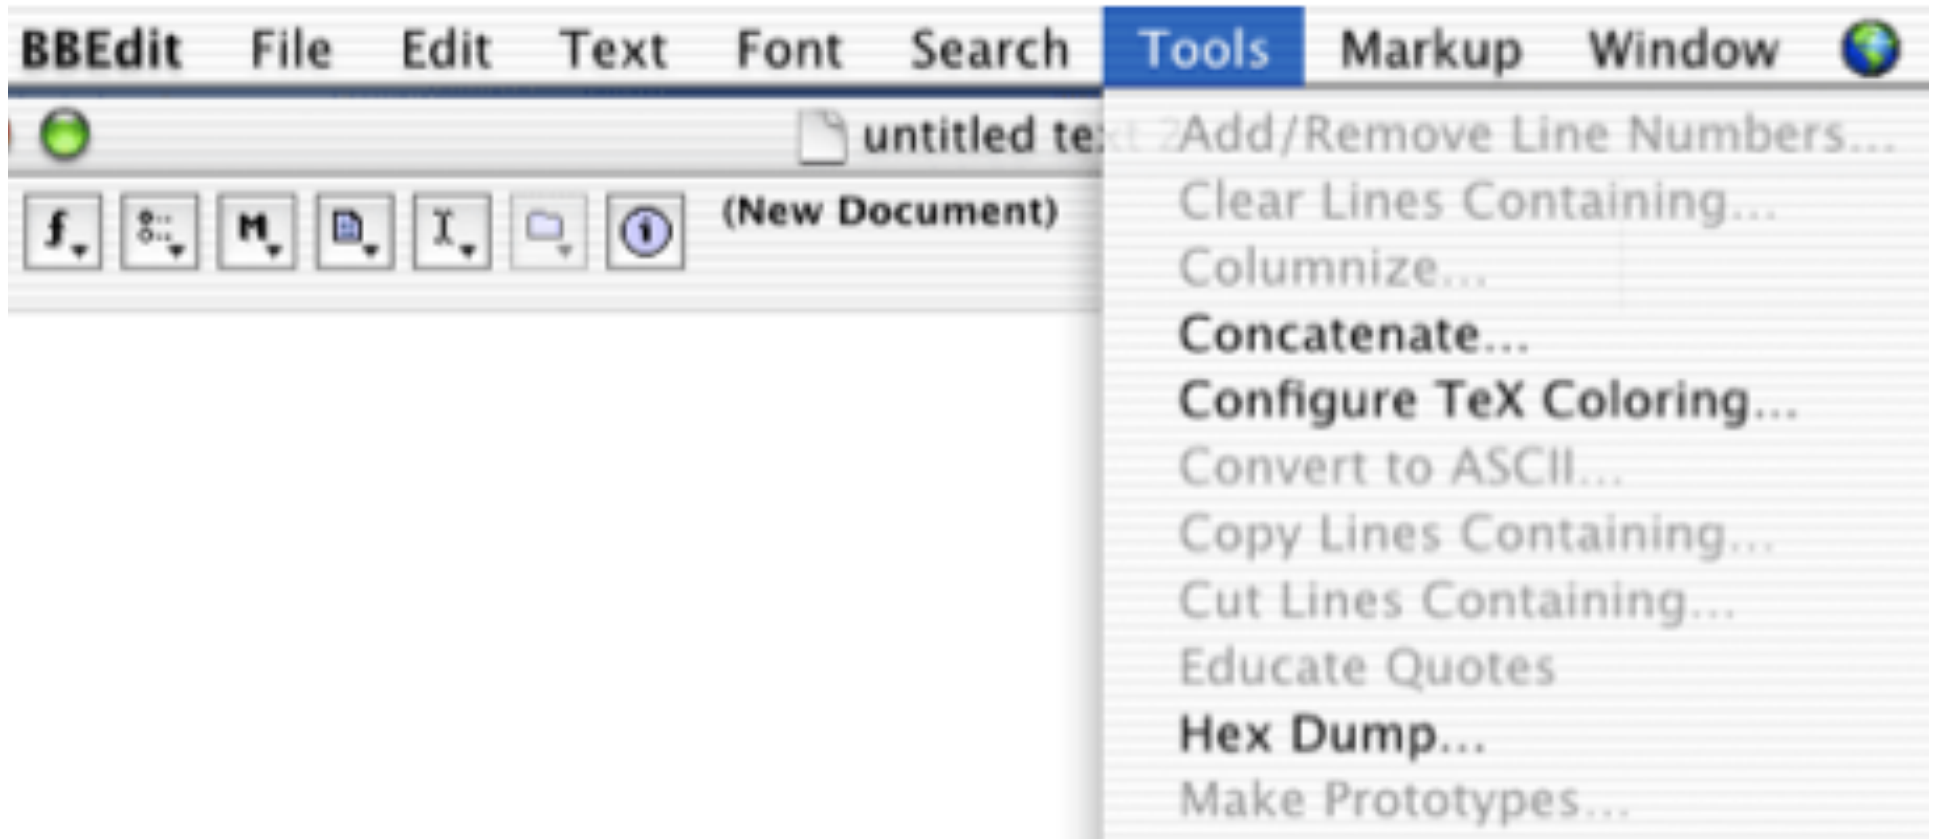 BBEdit File Edit Text Font Search Tools Markup Window
untitled text 2
(New Document)
Add/Remove Line Numbers...
Clear Lines Containing...
Columnize...
Concatenate...
Configure TeX Coloring...
Convert to ASCII...
Copy Lines Containing...
Cut Lines Containing...
Educate Quotes
Hex Dump...
Make Prototypes...